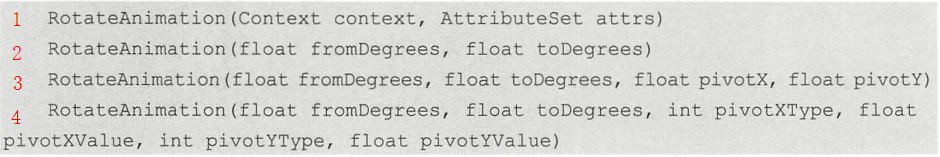 1 RotateAnimation(Context context, AttributeSet attrs)
2 RotateAnimation(float fromDegrees, float toDegrees)
3 RotateAnimation(float fromDegrees, float toDegrees, float pivotX, float pivotY)
4 RotateAnimation(float fromDegrees, float toDegrees, int pivotXType, float
pivotXValue, int pivotYType, float pivotYValue)